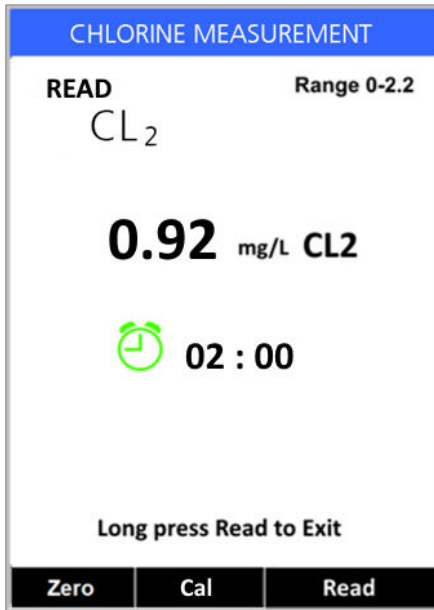 CHLORINE MEASUREMENT
READ Range 0-2.2
CL2
0.92 mg/L CL2
02 : 00
Long press Read to Exit
Zero Cal Read